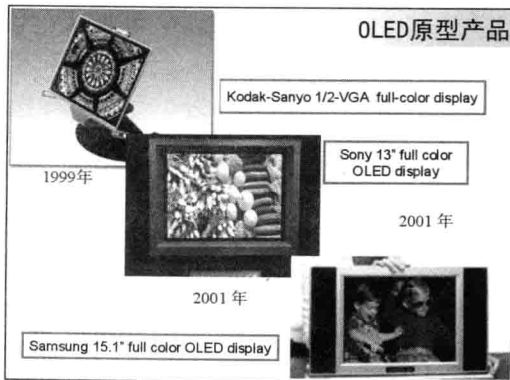 OLED原型产品
Kodak-Sanyo 1/2-VGA full-color display
1999年
Sony 13" full color
OLED display
2001 年
2001 年
Samsung 15.1" full color OLED display